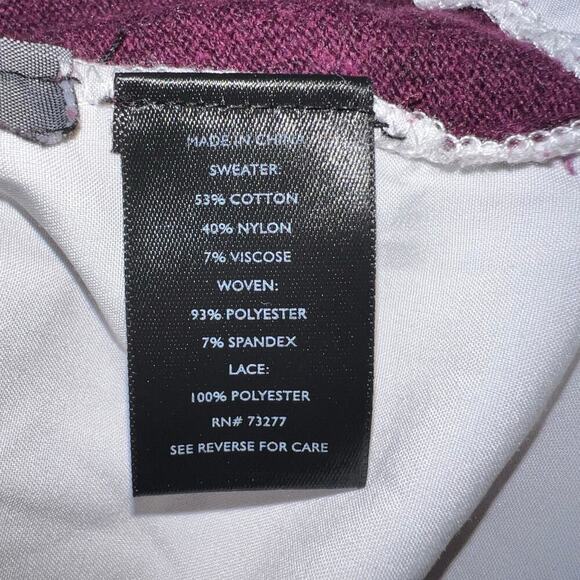 MADE IN CHINA
SWEATER:
53% COTTON
40% NYLON
7% VISCOSE
WOVEN:
93% POLYESTER
7% SPANDEX
LACE:
100% POLYESTER
RN# 73277
SEE REVERSE FOR CARE